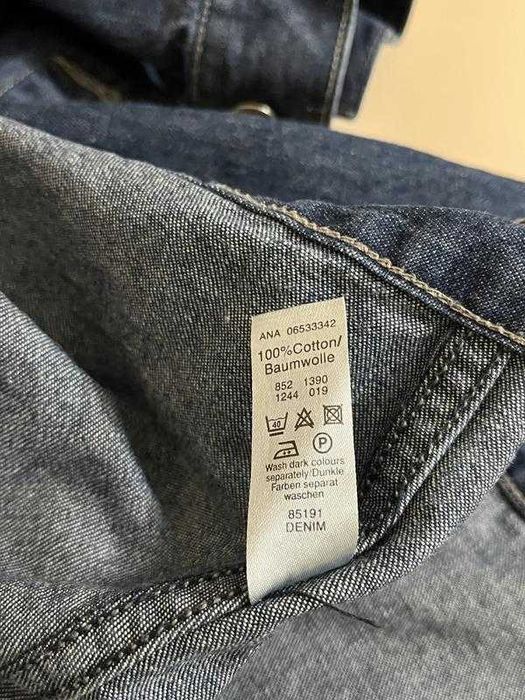 ANA 06533342
100%Cotton/
Baumwolle
852 1390
1244 019
40
P
Wash dark colours
separately/Dunkle
Farben separat
waschen
85191
DENIM